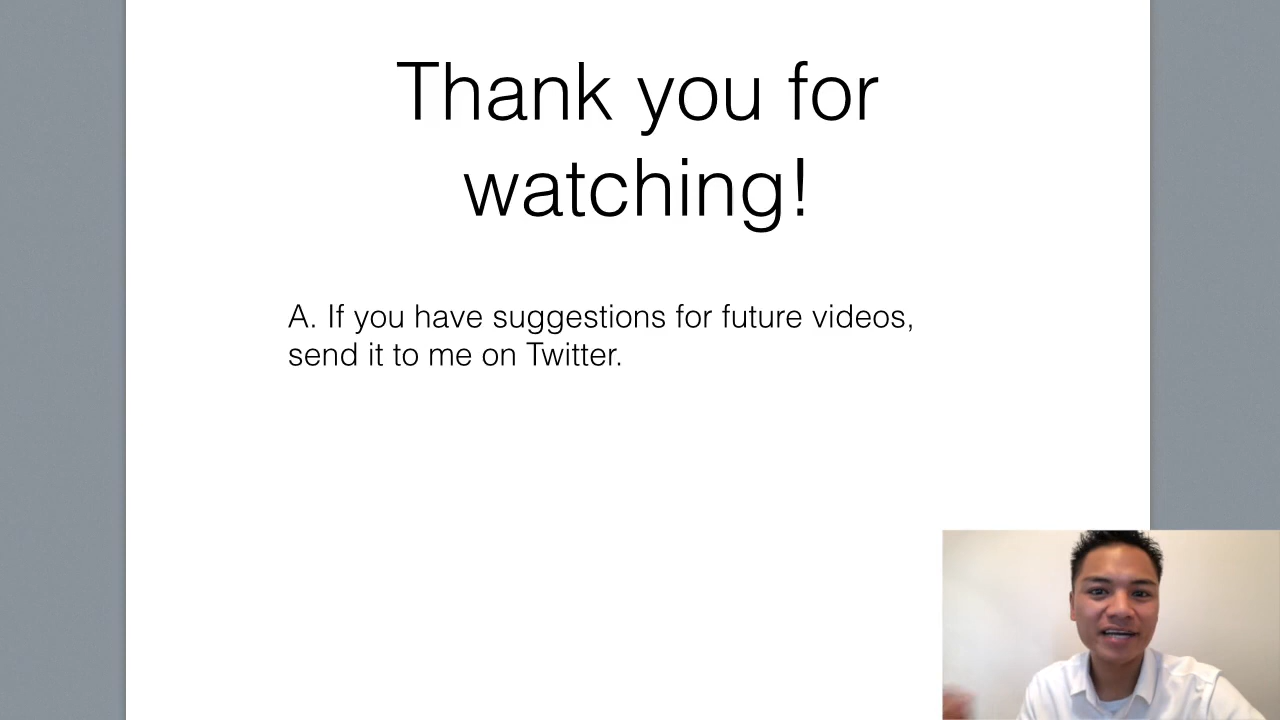 Thank you for
watching!
A. If you have suggestions for future videos,
send it to me on Twitter.